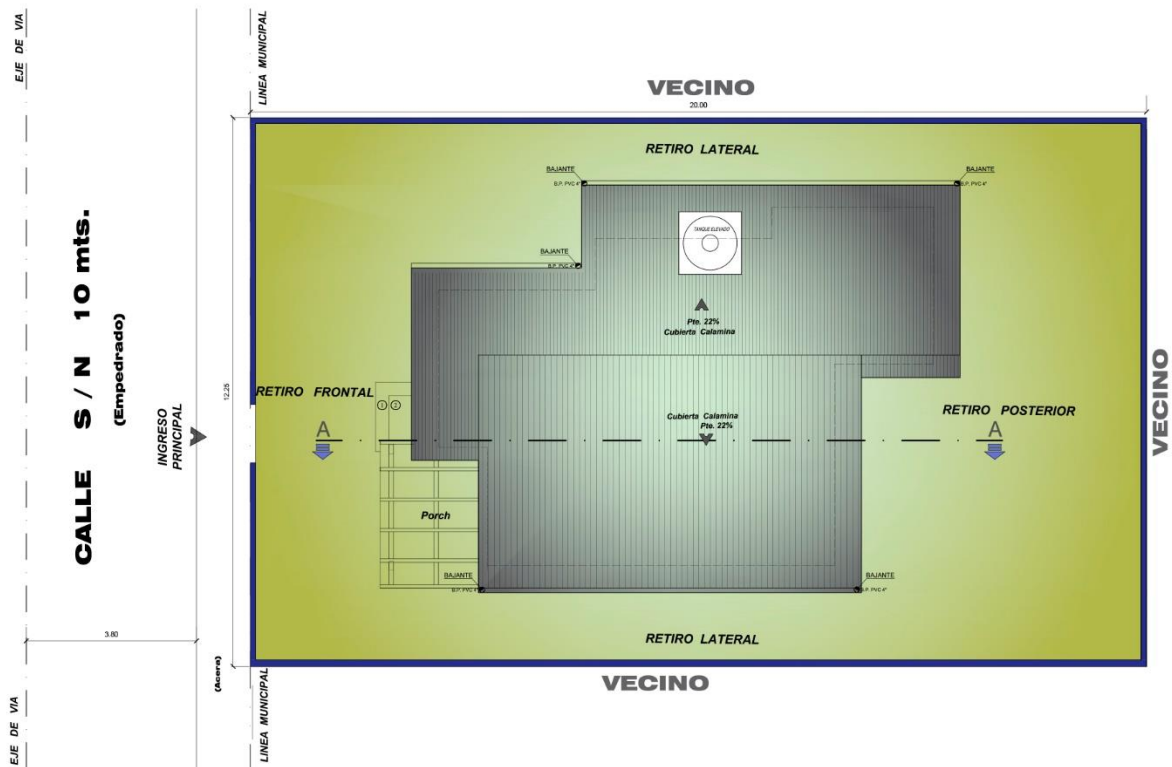 EJE DE VIA
LINEA MUNICIPAL
VECINO
20.00
RETIRO LATERAL
BAJANTE
B.P. PVC 4"
BAJANTE
B.P. PVC 4"
TANQUE ELEVADO
BAJANTE
B.P. PVC 4"
Pte. 22%
Cubierta Calamina
CALLE S/N 10 mts.
(Empedrado)
INGRESO
PRINCIPAL
12.25
RETIRO FRONTAL
1 2
A
Cubierta Calamina
Pte. 22%
RETIRO POSTERIOR
A
VECINO
Porch
BAJANTE
B.P. PVC 4"
BAJANTE
B.P. PVC 4"
3.80
RETIRO LATERAL
(Acera)
VECINO
EJE DE VIA
LINEA MUNICIPAL